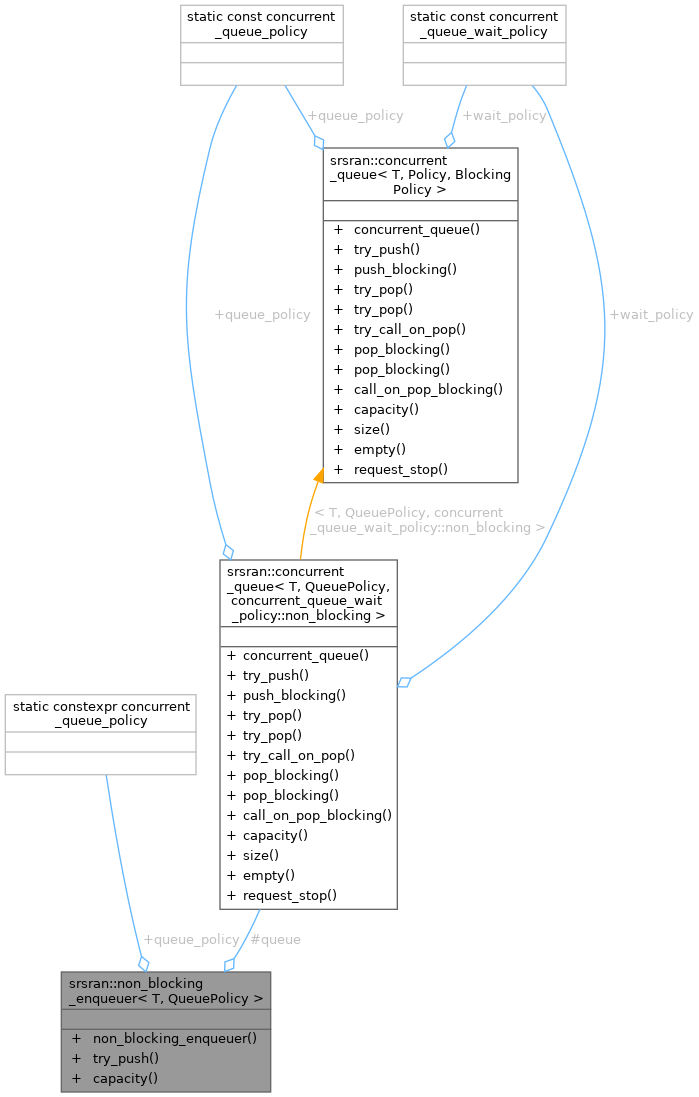 static const concurrent
_queue_policy
static const concurrent
_queue_wait_policy
+queue_policy
+wait_policy
srsran::concurrent
_queue< T, Policy, Blocking
Policy >
+ concurrent_queue()
+ try_push()
+ push_blocking()
+ try_pop()
+ try_pop()
+ try_call_on_pop()
+ pop_blocking()
+ pop_blocking()
+ call_on_pop_blocking()
+ capacity()
+ size()
+ empty()
+ request_stop()
+queue_policy
+wait_policy
< T, QueuePolicy, concurrent
_queue_wait_policy::non_blocking >
srsran::concurrent
_queue< T, QueuePolicy,
concurrent_queue_wait
_policy::non_blocking >
+ concurrent_queue()
+ try_push()
+ push_blocking()
+ try_pop()
+ try_pop()
+ try_call_on_pop()
+ pop_blocking()
+ pop_blocking()
+ call_on_pop_blocking()
+ capacity()
+ size()
+ empty()
+ request_stop()
static constexpr concurrent
_queue_policy
+queue_policy
#queue
srsran::non_blocking
_enqueuer< T, QueuePolicy >
+ non_blocking_enqueuer()
+ try_push()
+ capacity()